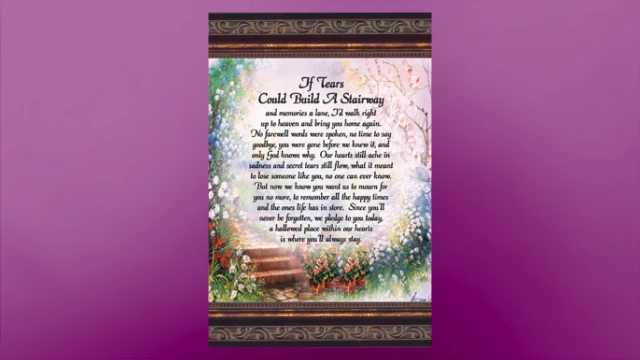 If Tears
Could Build A Stairway
and memories a lane, I'd walk right
up to heaven and bring you home again.
No farewell words were spoken, no time to say
goodbye, you were gone before we knew it, and
only God knows why. Our hearts still ache in
sadness and secret tears still flow, what it meant
to lose someone like you, no one can ever know.
But now we know you want us to mourn for
you no more, to remember all the happy times
and the ones life has in store. Since you'll
never be forgotten, we pledge to you today,
a hallowed place within our hearts
is where you'll always stay.